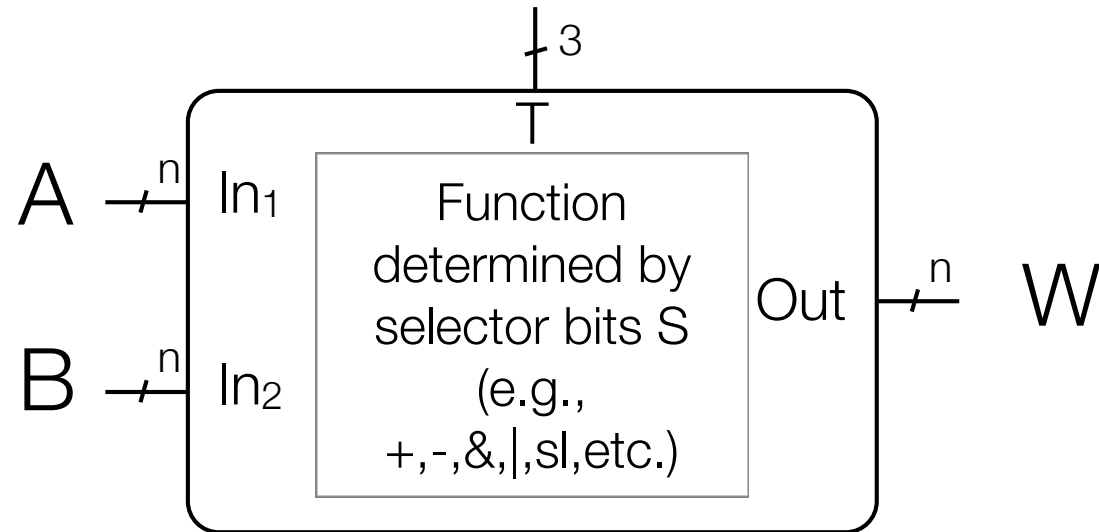 3
T
A
n
In₁
B
n
In₂
Function
determined by
selector bits S
(e.g.,
+,-,&,|,sl,etc.)
Out
n
W